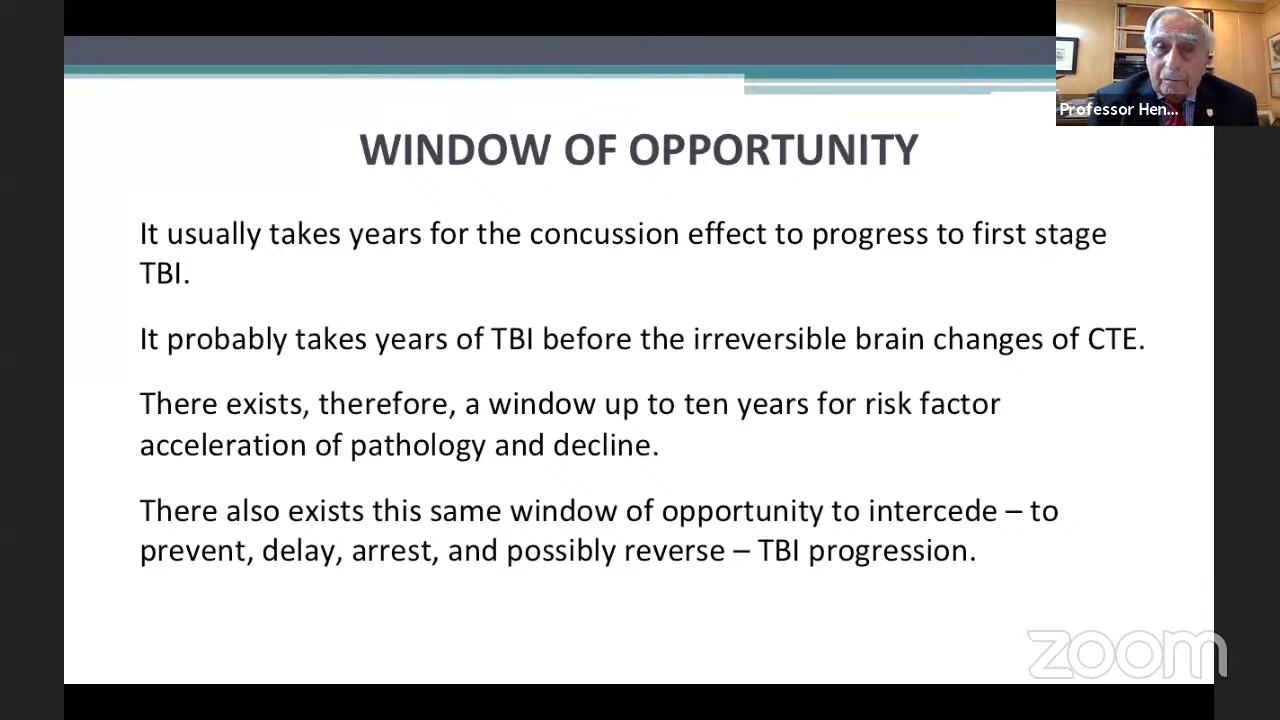 Professor Hen...
WINDOW OF OPPORTUNITY
It usually takes years for the concussion effect to progress to first stage
TBI.
It probably takes years of TBI before the irreversible brain changes of CTE.
There exists, therefore, a window up to ten years for risk factor
acceleration of pathology and decline.
There also exists this same window of opportunity to intercede – to
prevent, delay, arrest, and possibly reverse – TBI progression.
zoom